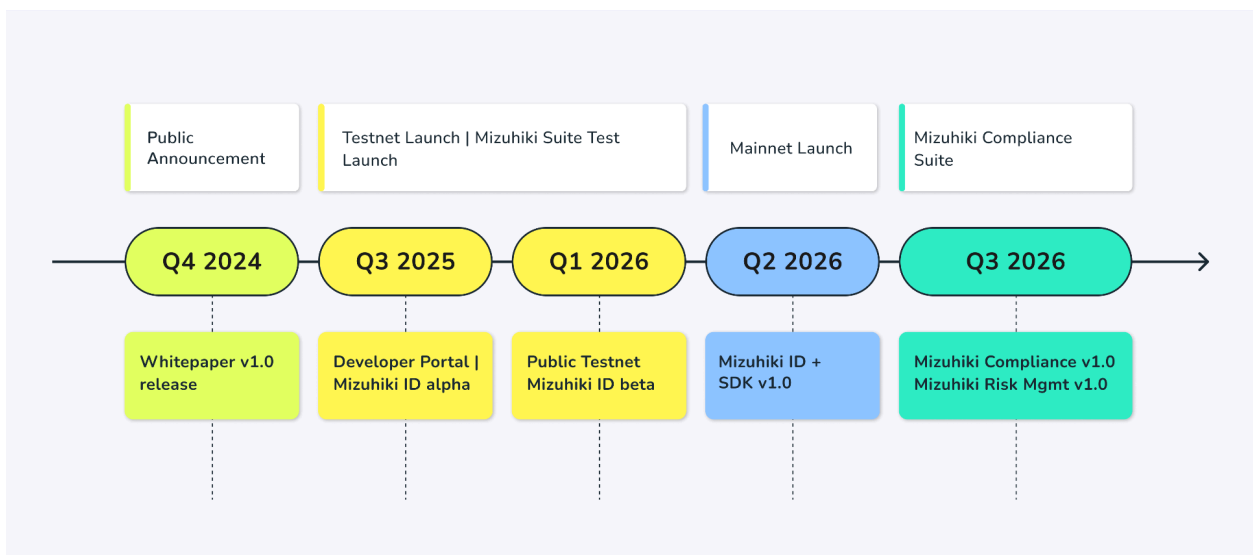 Public
Announcement
Testnet Launch | Mizuhiki Suite Test
Launch
Mainnet Launch
Mizuhiki Compliance
Suite
Q4 2024
Q3 2025
Q1 2026
Q2 2026
Q3 2026
Whitepaper v1.0
release
Developer Portal |
Mizuhiki ID alpha
Public Testnet
Mizuhiki ID beta
Mizuhiki ID +
SDK v1.0
Mizuhiki Compliance v1.0
Mizuhiki Risk Mgmt v1.0